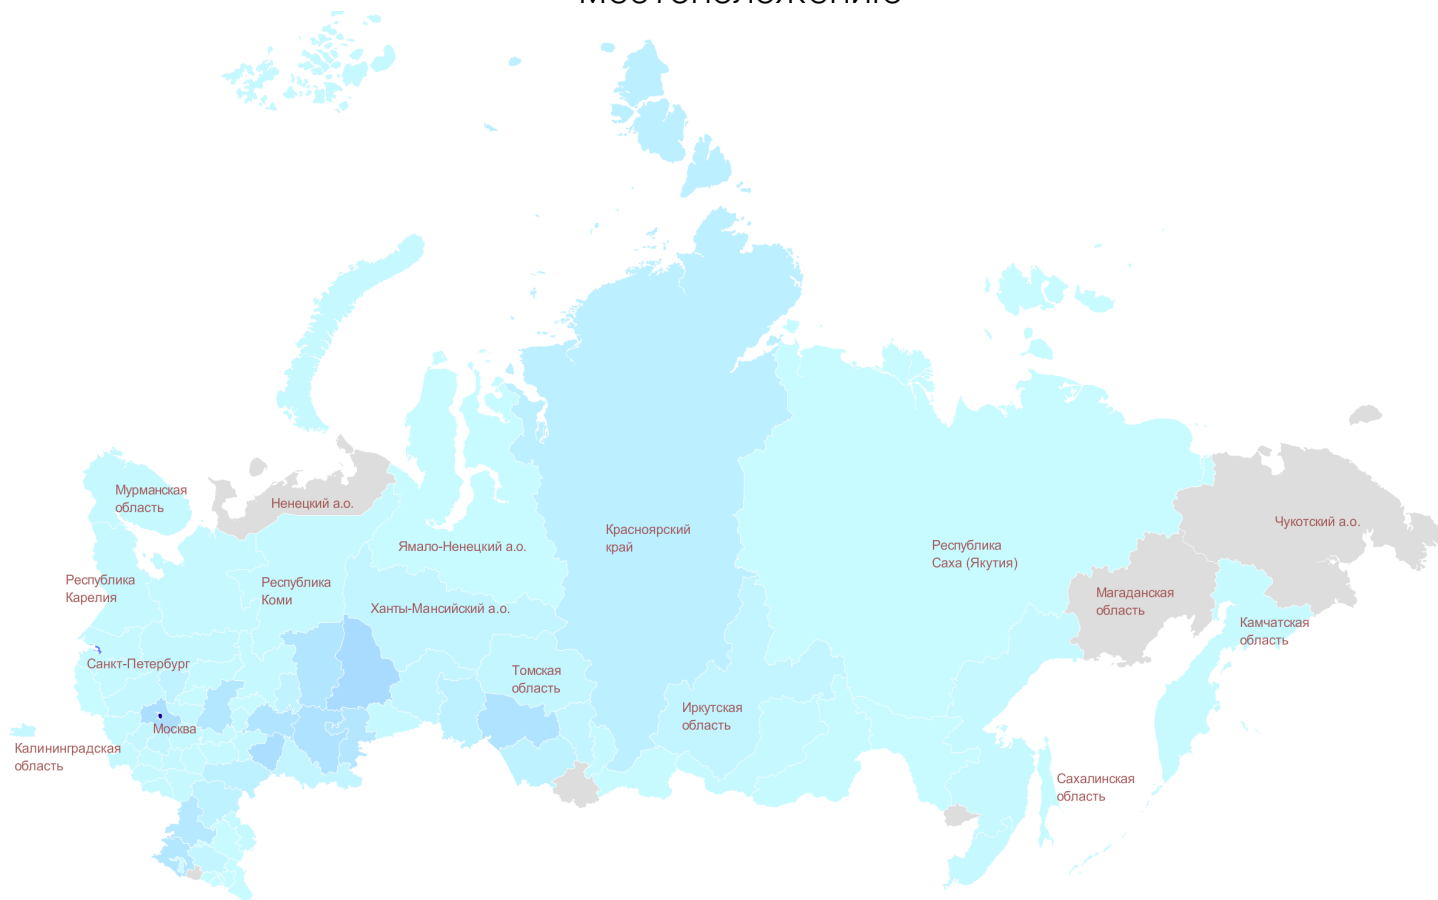 местоположению
Мурманская
область
Ненецкий а.о.
Чукотский а.о.
Красноярский
край
Ямало-Ненецкий а.о.
Республика
Саха (Якутия)
Республика
Карелия
Республика
Коми
Магаданская
область
Ханты-Мансийский а.о.
Камчатская
область
Санкт-Петербург
Томская
область
Иркутская
область
Москва
Калининградская
область
Сахалинская
область